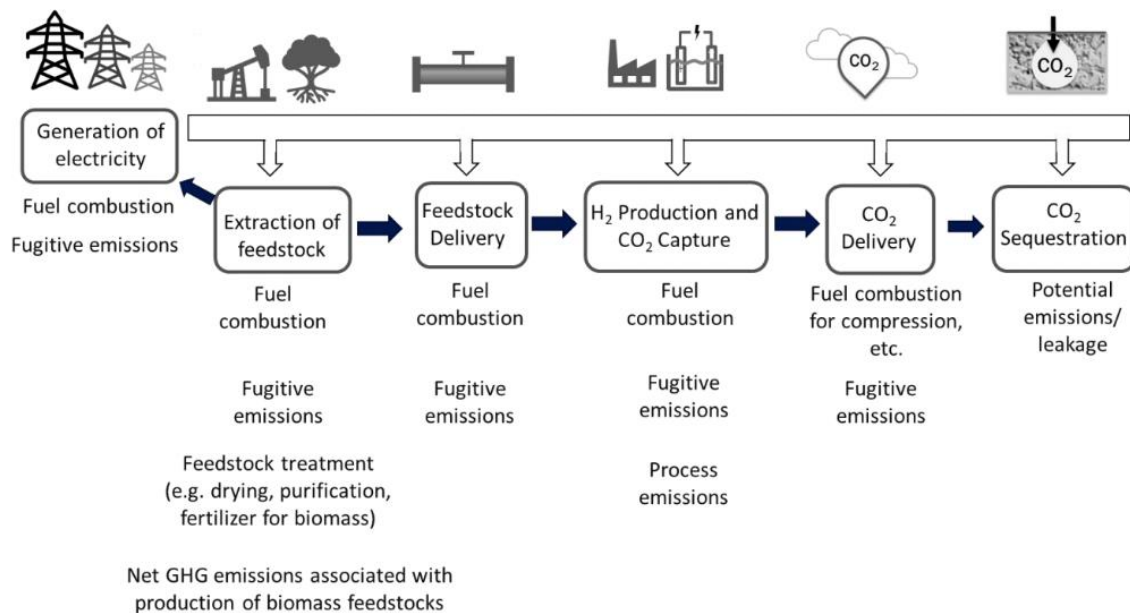 CO₂
CO₂
Generation of
electricity
Fuel combustion
Fugitive emissions
Extraction of
feedstock
Fuel
combustion
Fugitive
emissions
Feedstock treatment
(e.g. drying, purification,
fertilizer for biomass)
Net GHG emissions associated with
production of biomass feedstocks
Feedstock
Delivery
Fuel
combustion
Fugitive
emissions
H₂ Production and
CO₂ Capture
Fuel
combustion
Fugitive
emissions
Process
emissions
CO₂
Delivery
Fuel combustion
for compression,
etc.
Fugitive
emissions
CO₂
Sequestration
Potential
emissions/
leakage